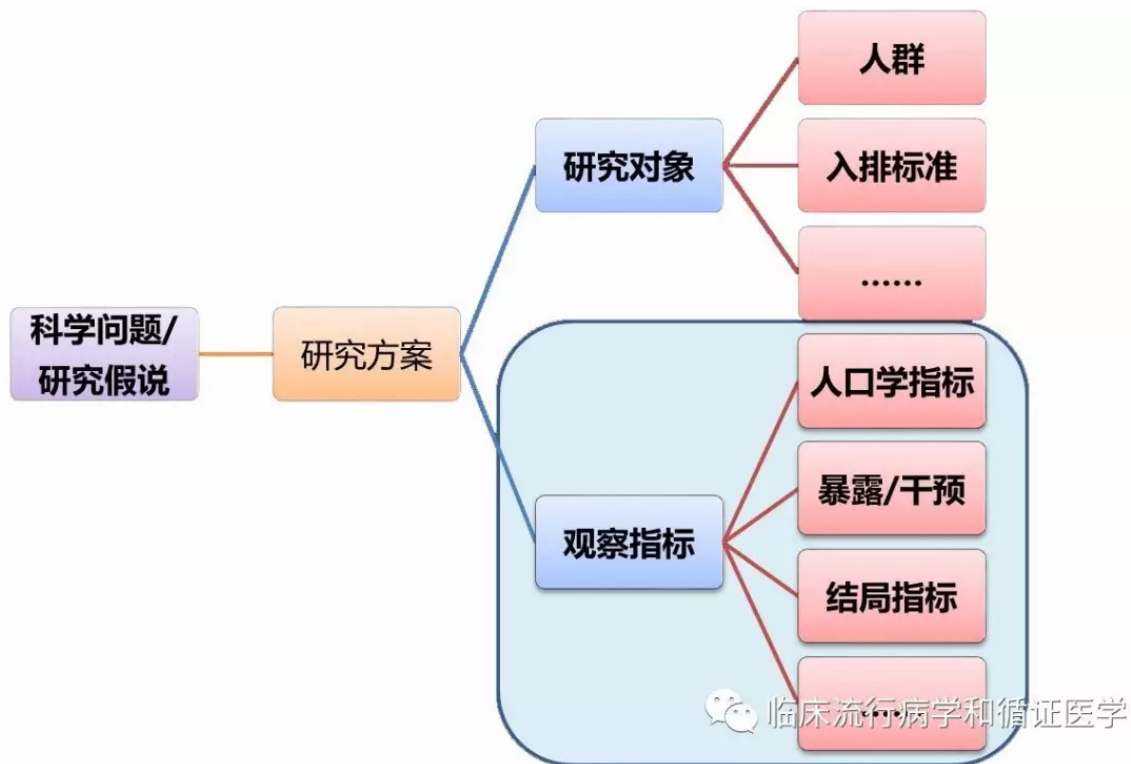 科学问题/
研究假说
研究方案
研究对象
人群
入排标准
......
观察指标
人口学指标
暴露/干预
结局指标
......
临床流行病学和循证医学